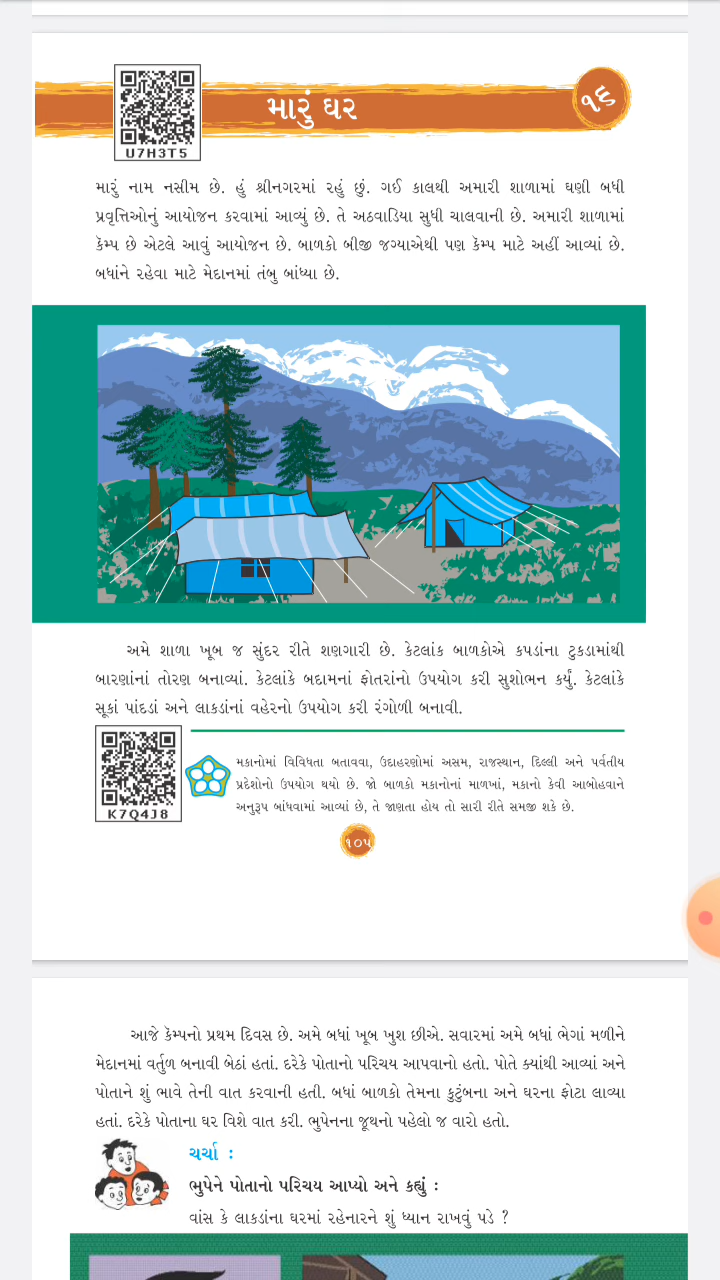 U7H3T5
મારું ઘર
૧૬
મારું નામ નસીમ છે. હું શ્રીનગરમાં રહું છું. ગઈ કાલથી અમારી શાળામાં ઘણી બધી
પ્રવૃત્તિઓનું આયોજન કરવામાં આવ્યું છે. તે અઠવાડિયા સુધી ચાલવાની છે. અમારી શાળામાં
કૅમ્પ છે એટલે આવું આયોજન છે. બાળકો બીજી જગ્યાએથી પણ કૅમ્પ માટે અહીં આવ્યાં છે.
બધાંને રહેવા માટે મેદાનમાં તંબુ બાંધ્યા છે.
અમે શાળા ખૂબ જ સુંદર રીતે શણગારી છે. કેટલાંક બાળકોએ કપડાંના ટુકડામાંથી
બારણાંનાં તોરણ બનાવ્યાં. કેટલાંકે બદામનાં ફોતરાંનો ઉપયોગ કરી સુશોભન કર્યું. કેટલાંકે
સૂકાં પાંદડાં અને લાકડાંનાં વહેરનો ઉપયોગ કરી રંગોળી બનાવી.
K7Q4J8
મકાનોમાં વિવિધતા બતાવવા, ઉદાહરણોમાં અસમ, રાજસ્થાન, દિલ્લી અને પર્વતીય
પ્રદેશોનો ઉપયોગ થયો છે. જો બાળકો મકાનોનાં માળખાં, મકાનો કેવી આબોહવાને
અનુરૂપ બાંધવામાં આવ્યાં છે, તે જાણતા હોય તો સારી રીતે સમજી શકે છે.
૧૦૫
આજે કૅમ્પનો પ્રથમ દિવસ છે. અમે બધાં ખૂબ ખુશ છીએ. સવારમાં અમે બધાં ભેગાં મળીને
મેદાનમાં વર્તુળ બનાવી બેઠાં હતાં. દરેકે પોતાનો પરિચય આપવાનો હતો. પોતે ક્યાંથી આવ્યાં અને
પોતાને શું ભાવે તેની વાત કરવાની હતી. બધાં બાળકો તેમના કુટુંબના અને ઘરના ફોટા લાવ્યા
હતાં. દરેકે પોતાના ઘર વિશે વાત કરી. ભુપેનના જૂથનો પહેલો જ વારો હતો.
ચર્ચા :
ભુપેને પોતાનો પરિચય આપ્યો અને કહ્યું :
વાંસ કે લાકડાંના ઘરમાં રહેનારને શું ધ્યાન રાખવું પડે ?